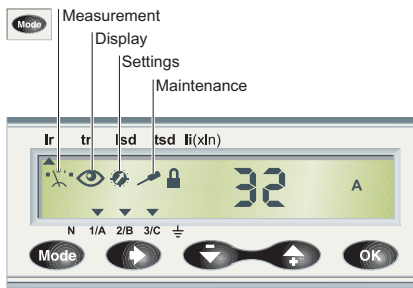 Mode
Measurement
Display
Settings
Maintenance
Ir tr Isd tsd Ii(xIn)
32 A
N 1/A 2/B 3/C
Mode OK